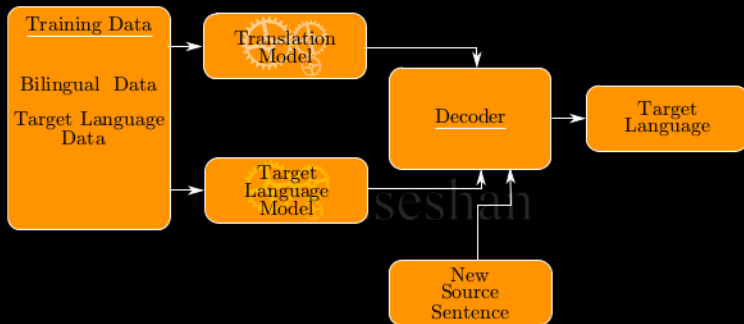 Training Data
Bilingual Data
Target Language
Data
Translation
Model
Target
Language
Model
Decoder
Target
Language
New
Source
Sentence
seshan